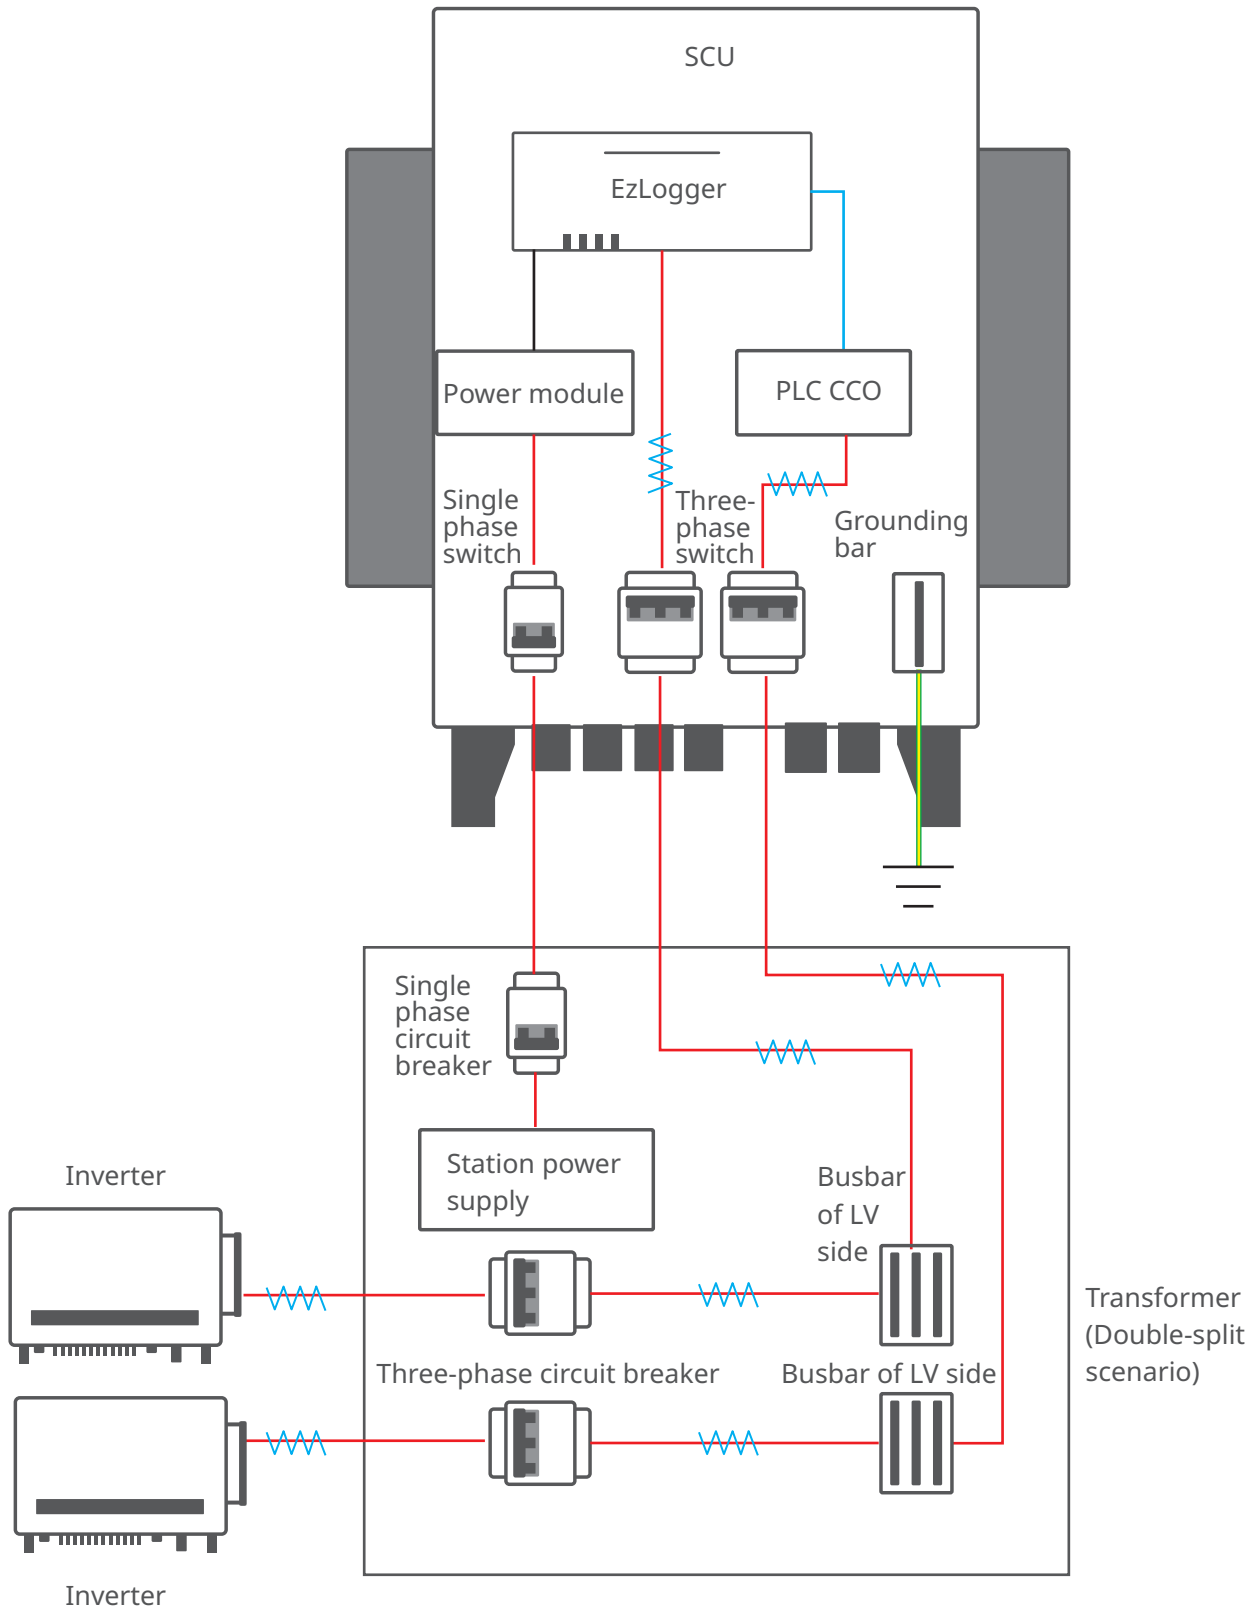 SCU
EzLogger
Power module
PLC CCO
Single
phase
switch
Three-
phase
switch
Grounding
bar
Single
phase
circuit
breaker
Station power
supply
Inverter
Busbar
of LV
side
Transformer
(Double-split
scenario)
Three-phase circuit breaker
Busbar of LV side
Inverter